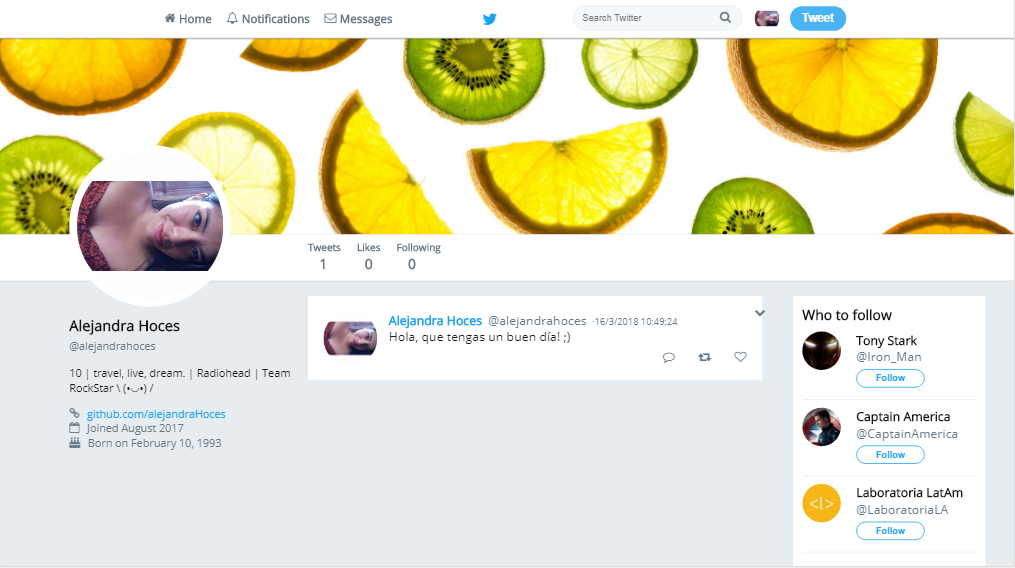 Home Notifications Messages Search Twitter Tweet
Tweets Likes Following
1 0 0
Alejandra Hoces
@alejandrahoces
10 | travel, live, dream. | Radiohead | Team
RockStar \ (•◡•) /
github.com/alejandraHoces
Joined August 2017
Born on February 10, 1993
Alejandra Hoces @alejandrahoces ·16/3/2018 10:49:24
Hola, que tengas un buen día! ;)
Who to follow
Tony Stark
@Iron_Man
Follow
Captain America
@CaptainAmerica
Follow
<l>
Laboratoria LatAm
@LaboratoriaLA
Follow